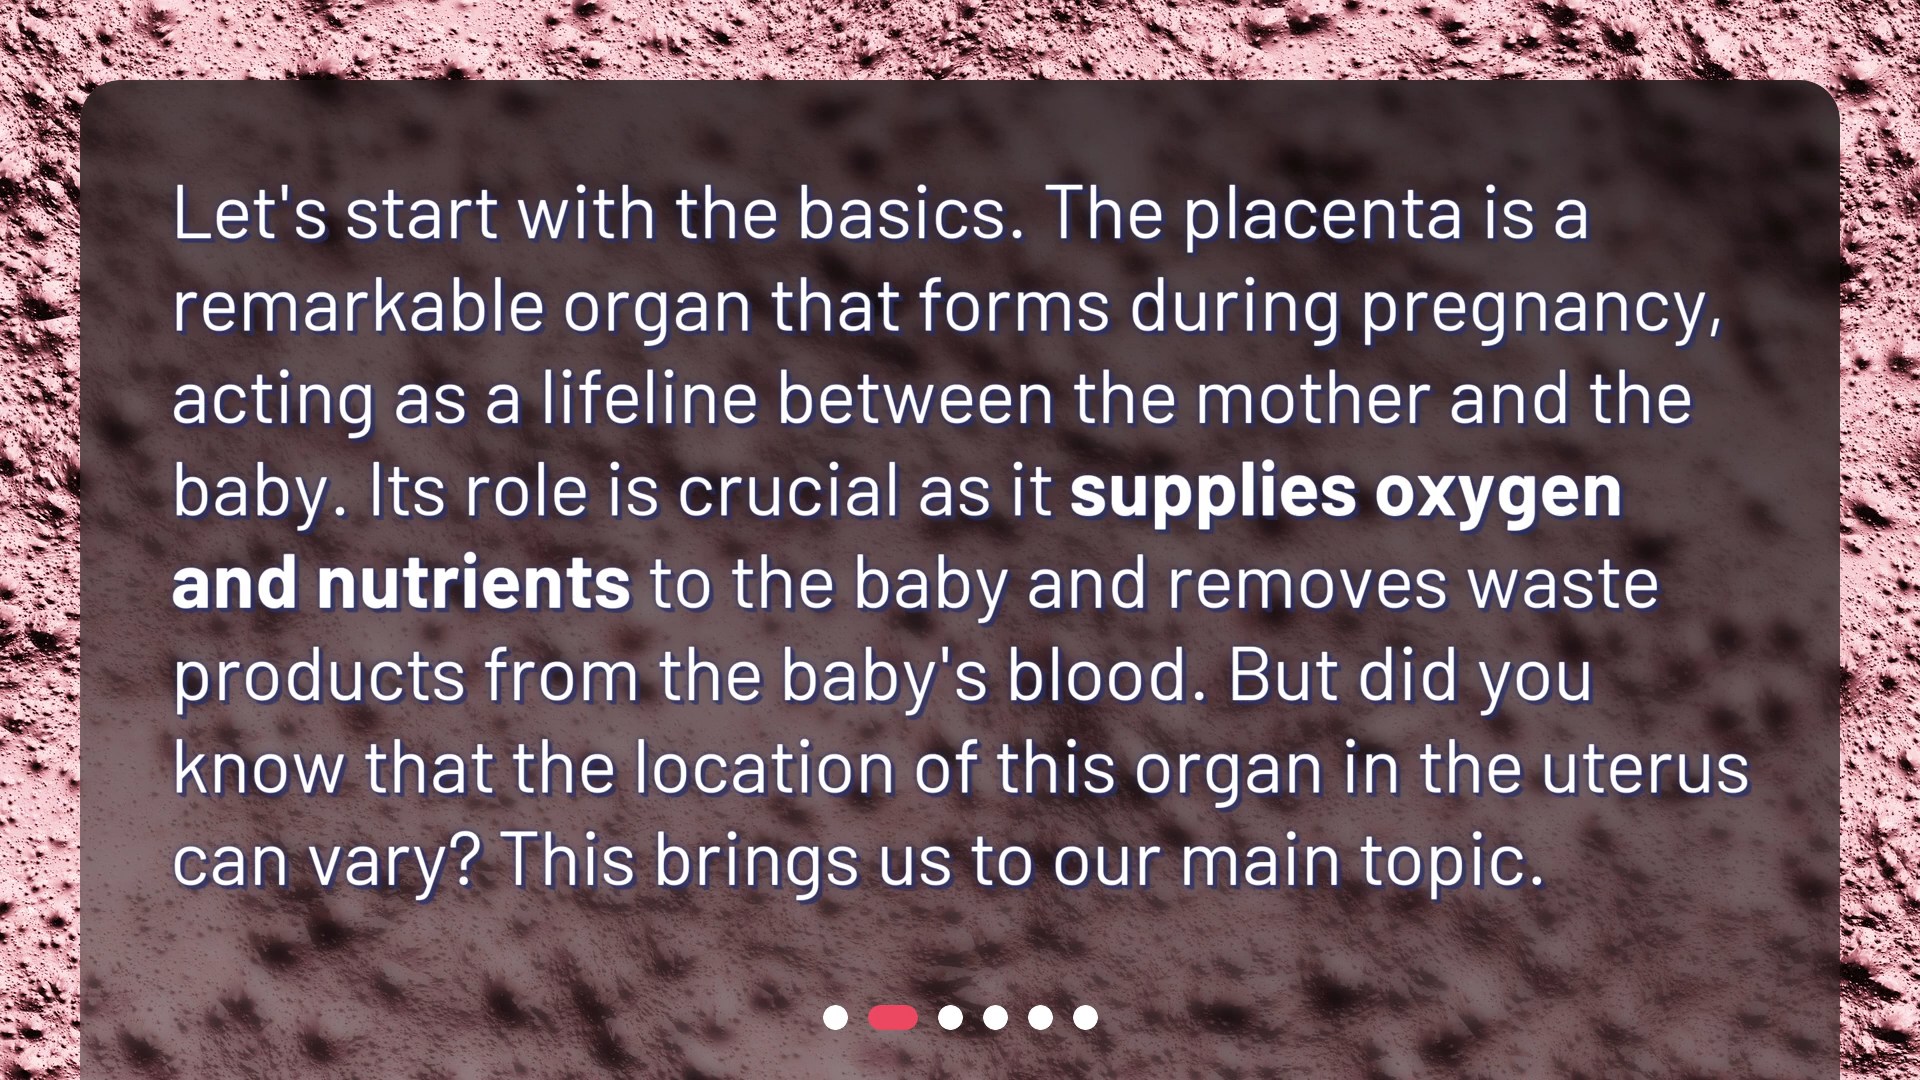 Let's start with the basics. The placenta is a
remarkable organ that forms during pregnancy,
acting as a lifeline between the mother and the
baby. Its role is crucial as it supplies oxygen
and nutrients to the baby and removes waste
products from the baby's blood. But did you
know that the location of this organ in the uterus
can vary? This brings us to our main topic.